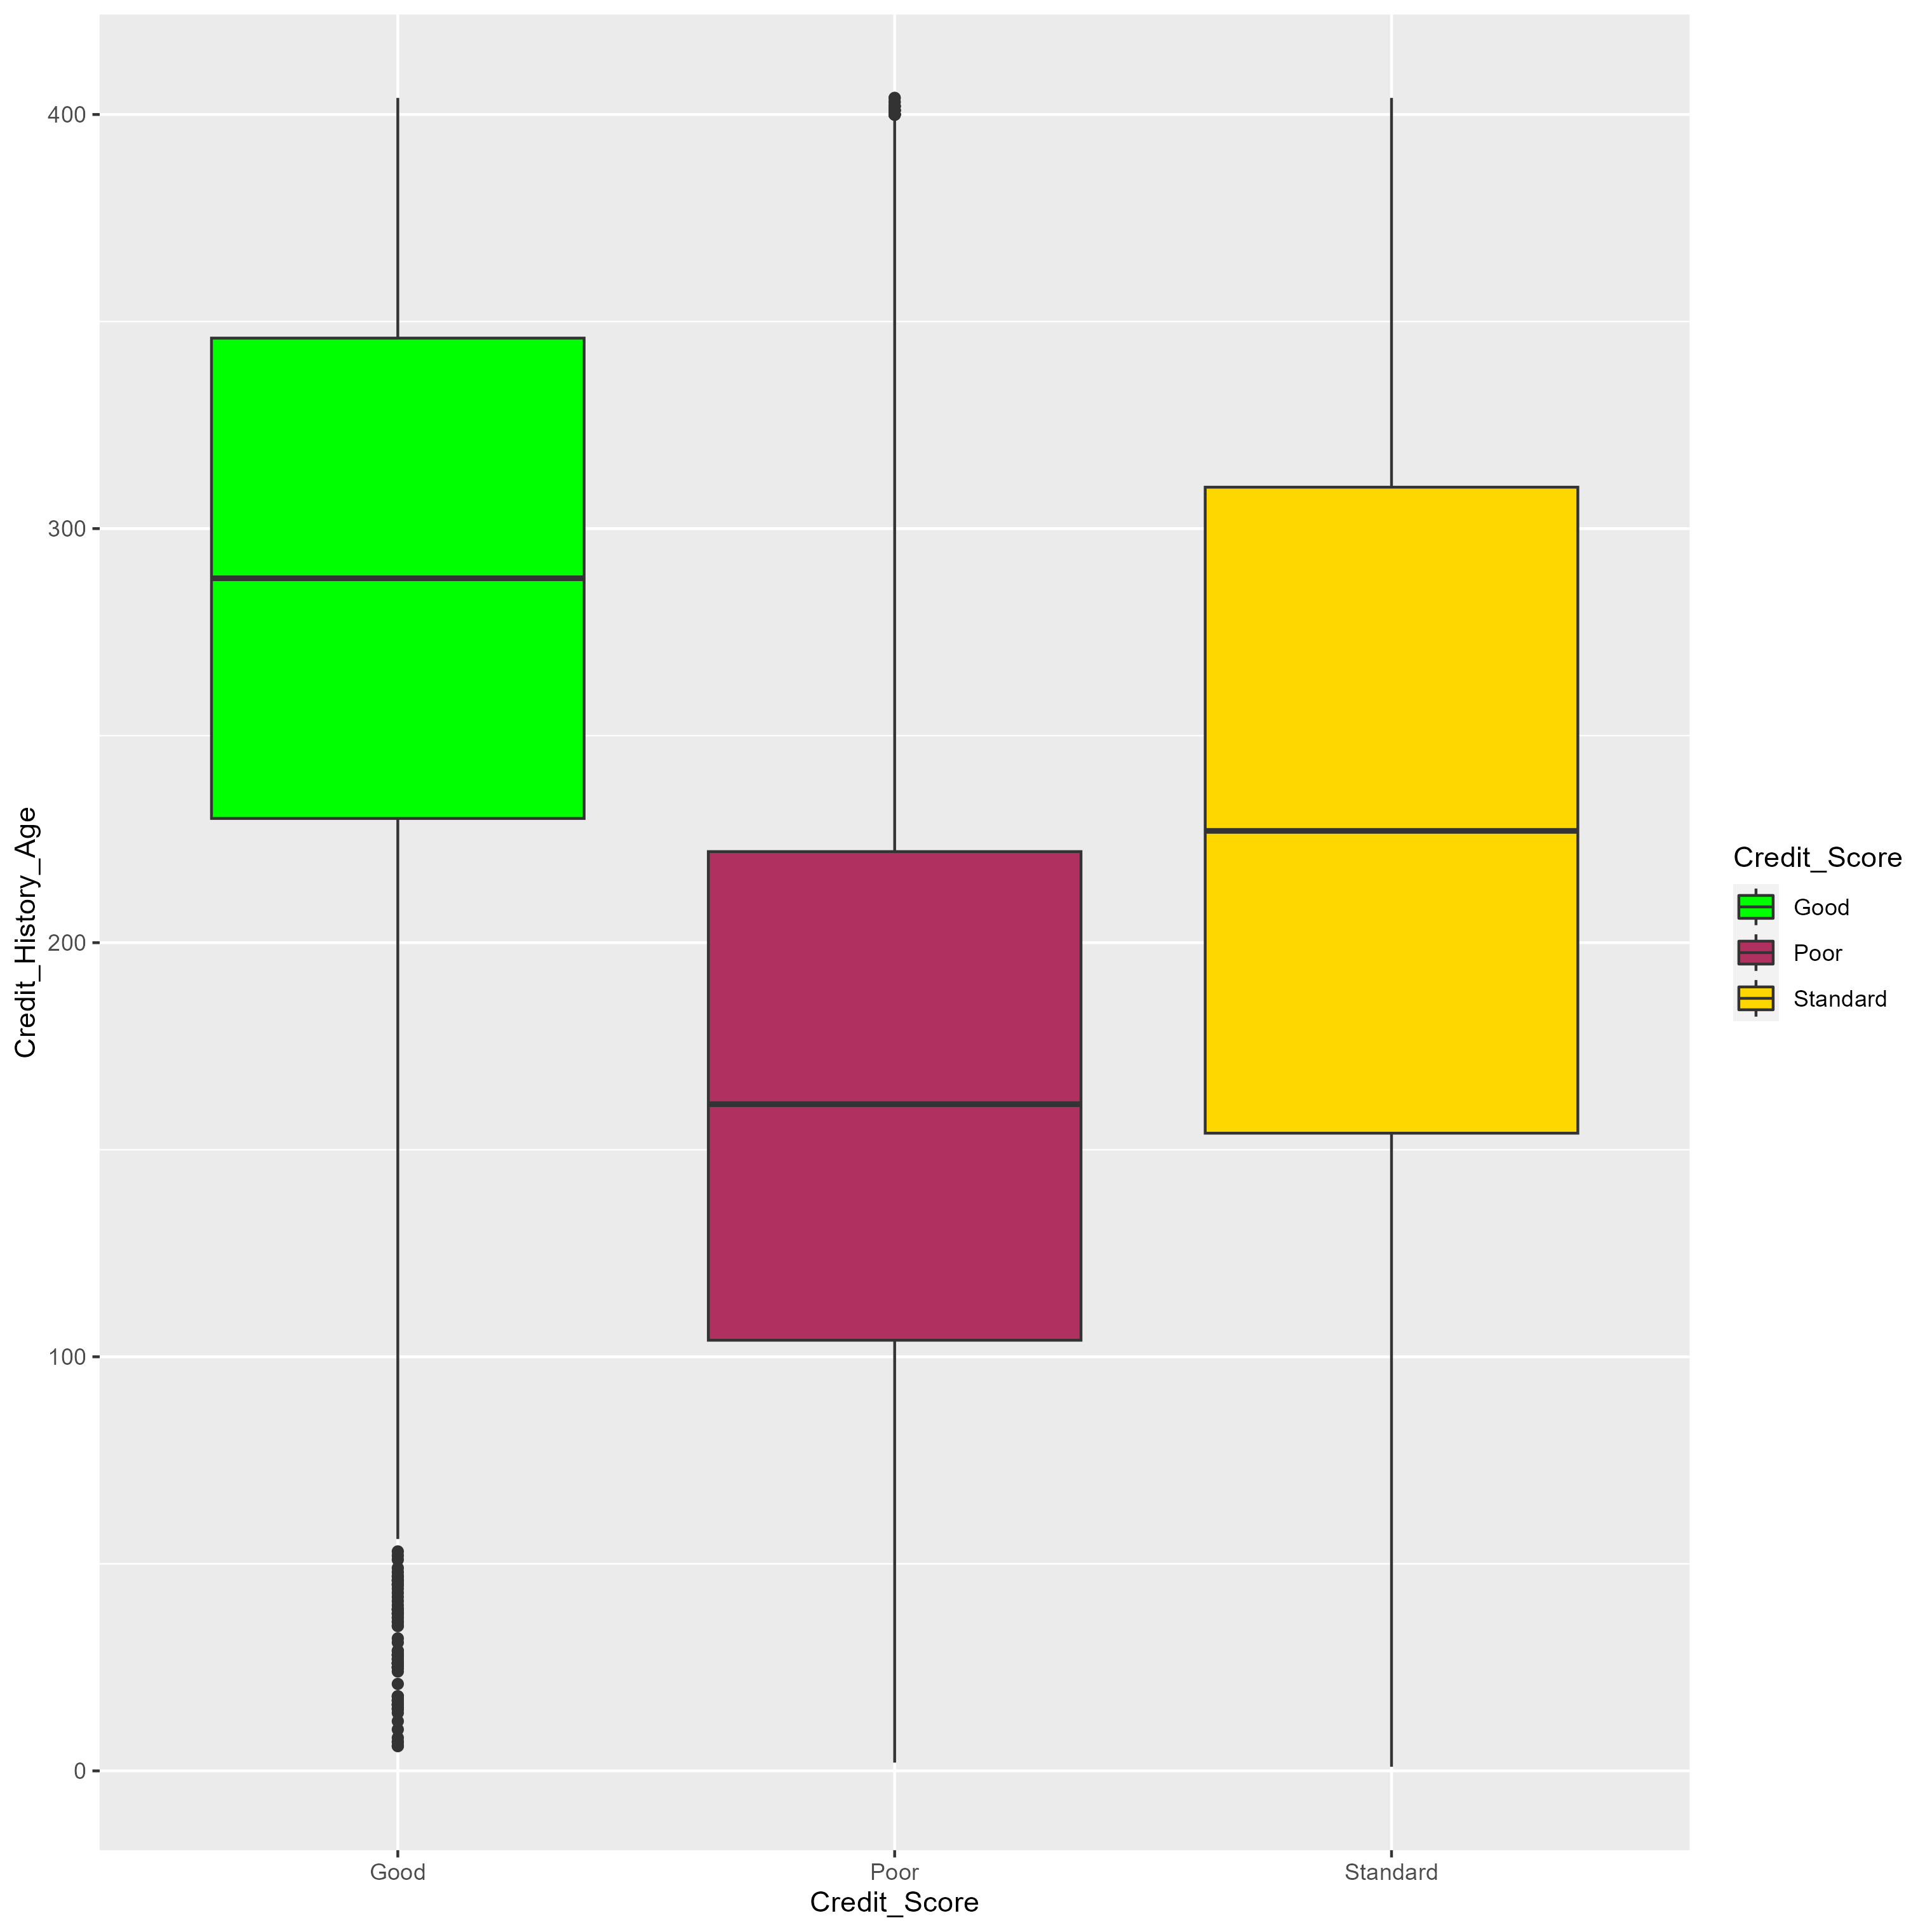 Credit_History_Age
400
300
200
100
0
Good
Poor
Standard
Credit_Score
Credit_Score
Good
Poor
Standard